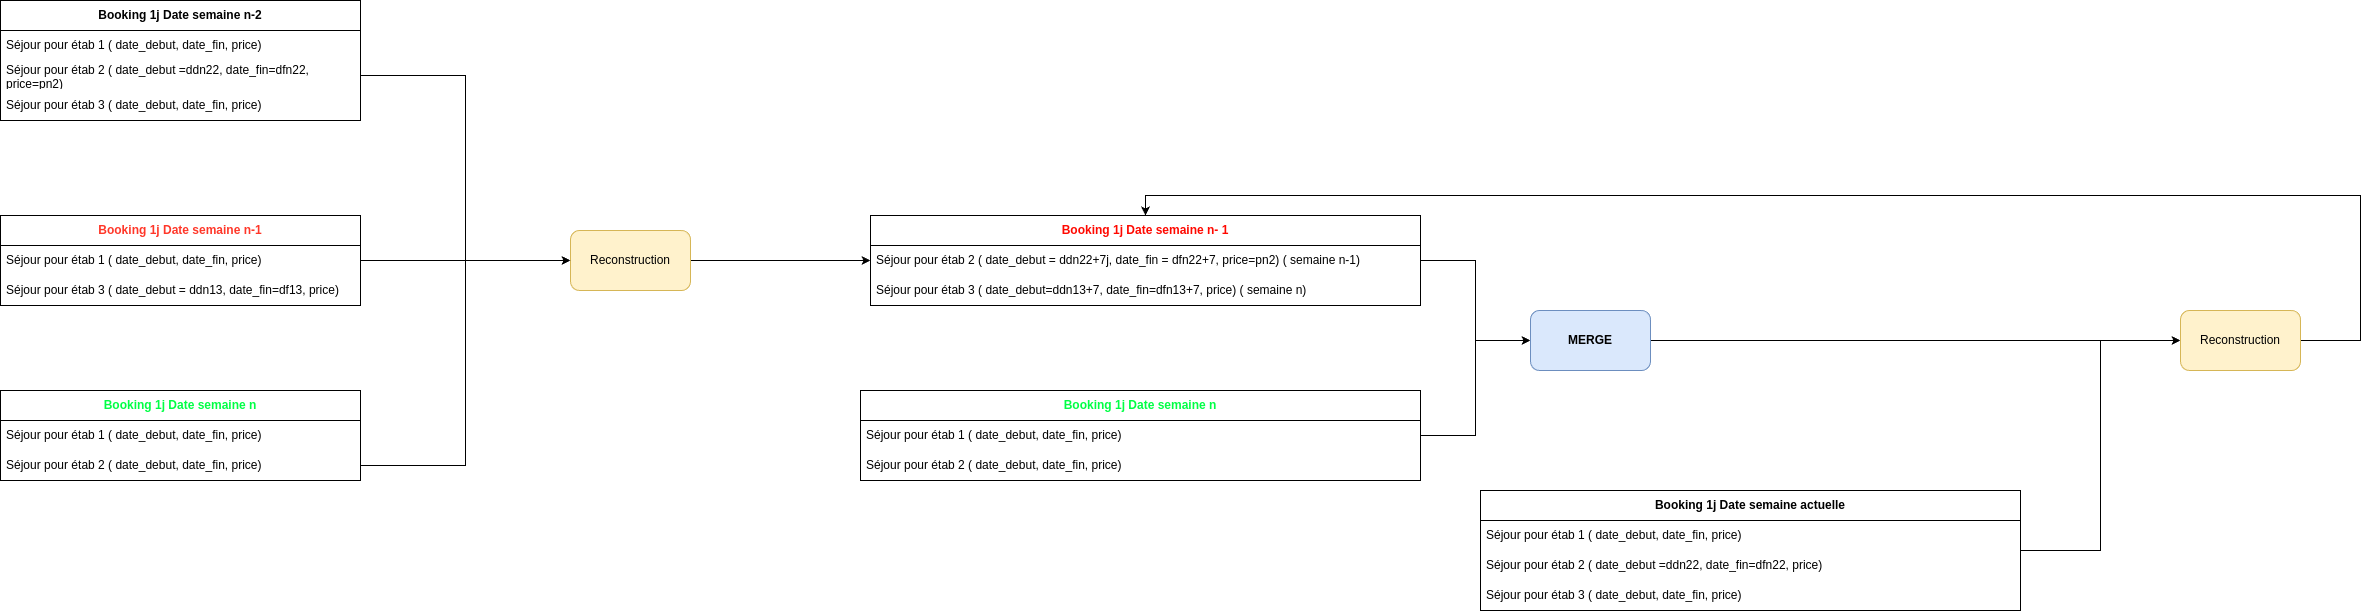 Booking 1j Date semaine n-2
Séjour pour étab 1 ( date_debut, date_fin, price)
Séjour pour étab 2 ( date_debut =ddn22, date_fin=dfn22,
price=pn2)
Séjour pour étab 3 ( date_debut, date_fin, price)
Booking 1j Date semaine n-1
Séjour pour étab 1 ( date_debut, date_fin, price)
Séjour pour étab 3 ( date_debut = ddn13, date_fin=df13, price)
Booking 1j Date semaine n
Séjour pour étab 1 ( date_debut, date_fin, price)
Séjour pour étab 2 ( date_debut, date_fin, price)
Reconstruction
Booking 1j Date semaine n- 1
Séjour pour étab 2 ( date_debut = ddn22+7j, date_fin = dfn22+7, price=pn2) ( semaine n-1)
Séjour pour étab 3 ( date_debut=ddn13+7, date_fin=dfn13+7, price) ( semaine n)
Booking 1j Date semaine n
Séjour pour étab 1 ( date_debut, date_fin, price)
Séjour pour étab 2 ( date_debut, date_fin, price)
MERGE
Booking 1j Date semaine actuelle
Séjour pour étab 1 ( date_debut, date_fin, price)
Séjour pour étab 2 ( date_debut =ddn22, date_fin=dfn22, price)
Séjour pour étab 3 ( date_debut, date_fin, price)
Reconstruction